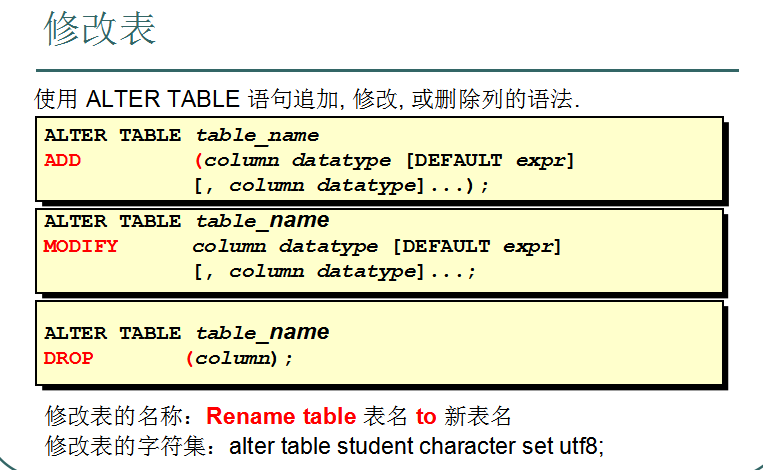 修改表
使用 ALTER TABLE 语句追加, 修改, 或删除列的语法.
ALTER TABLE table_name
ADD (column datatype [DEFAULT expr]
[, column datatype]...);
ALTER TABLE table_name
MODIFY column datatype [DEFAULT expr]
[, column datatype]...;
ALTER TABLE table_name
DROP (column);
修改表的名称：Rename table 表名 to 新表名
修改表的字符集：alter table student character set utf8;